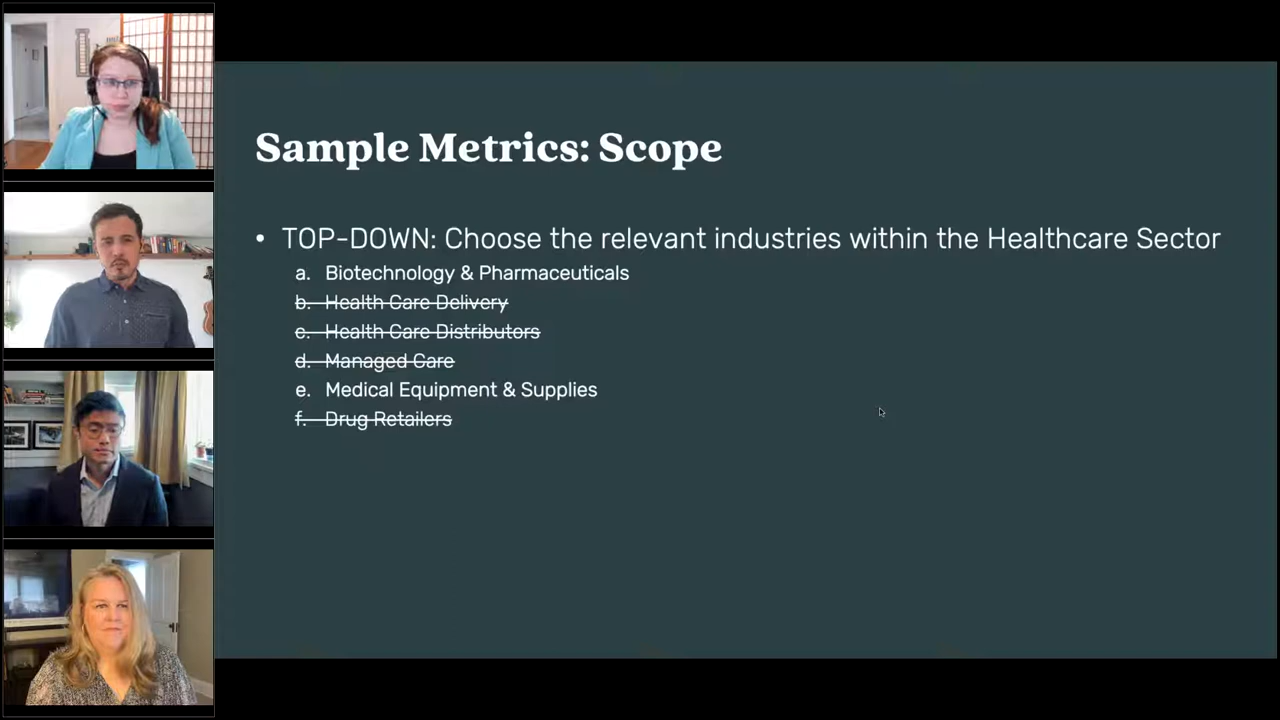 Sample Metrics: Scope
• TOP-DOWN: Choose the relevant industries within the Healthcare Sector
a. Biotechnology & Pharmaceuticals
b. Health Care Delivery
c. Health Care Distributors
d. Managed Care
e. Medical Equipment & Supplies
f. Drug Retailers